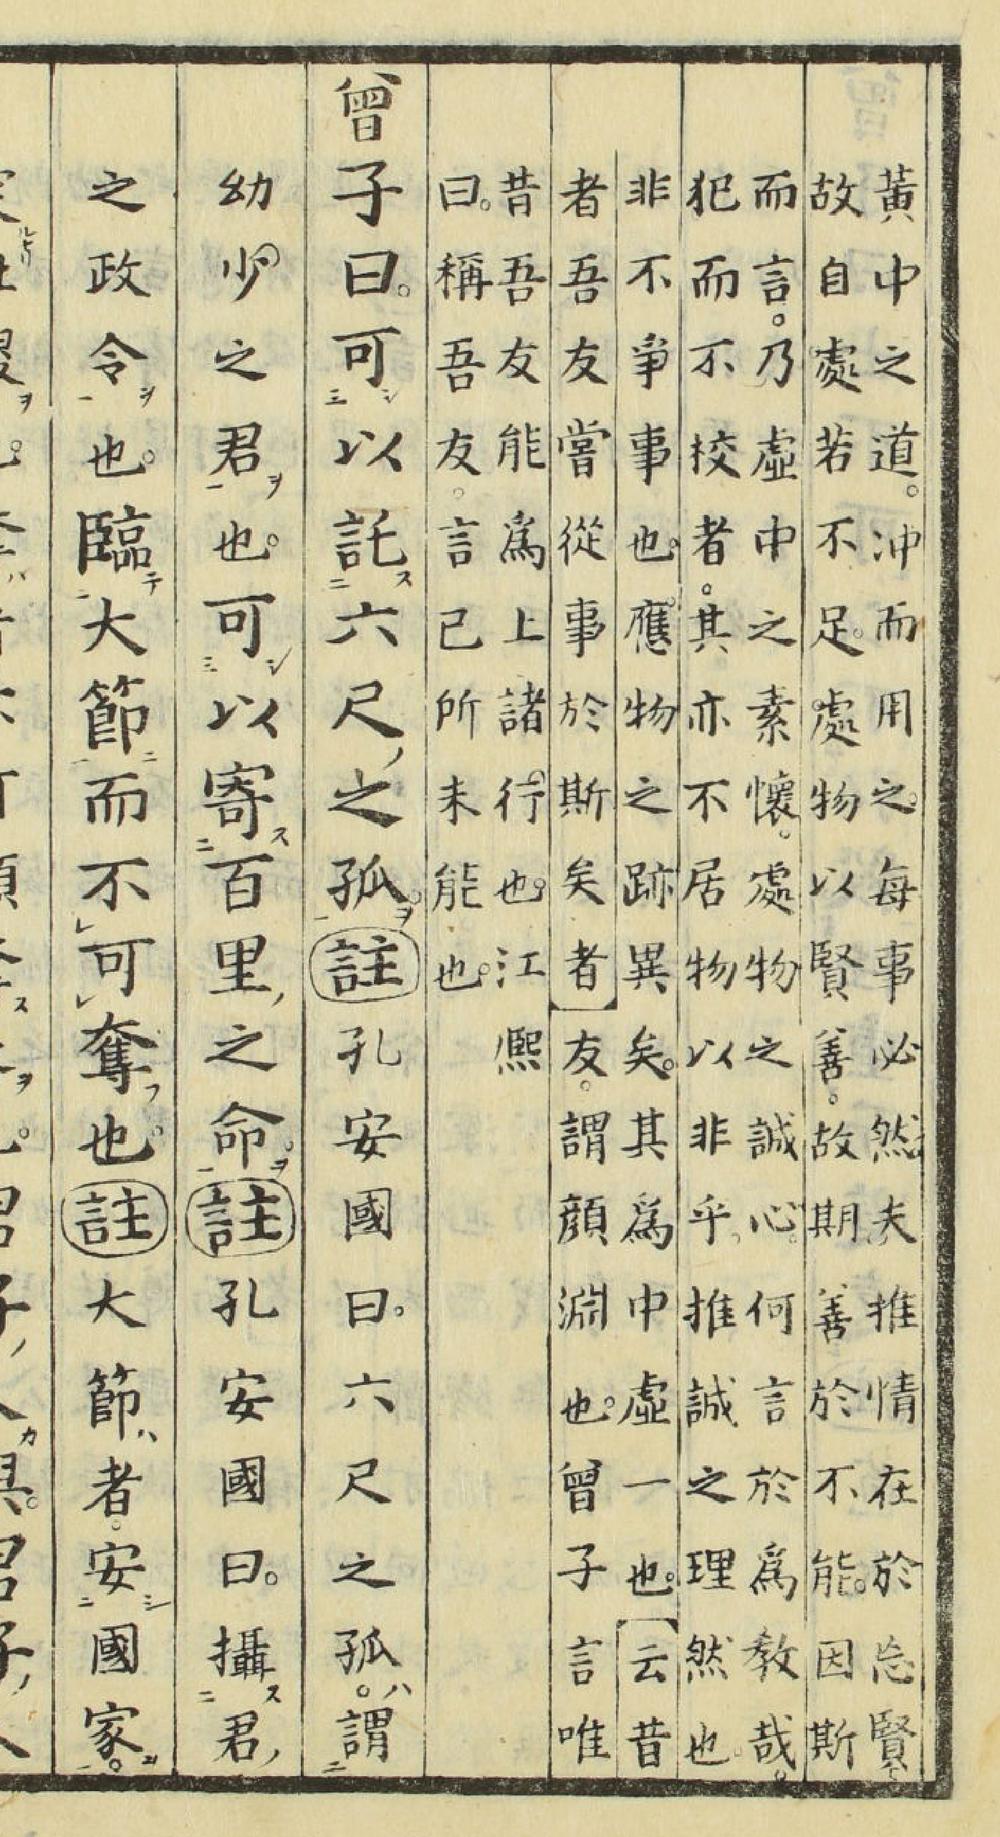 黃中之道。沖而用之。每事必然。夫推情在於忘賢。
故自處若不足。處物以賢善。故期善於不能。因斯
而言。乃虛中之素懷。處物之誠心。何言於爲教哉。
犯而不校者。其亦不居物以非乎。推誠之理然也。
非不爭事也。應物之跡異矣。其爲中虛一也。云昔
者吾友嘗從事於斯矣者友。謂顔淵也。曾子言唯
昔吾友能爲上諸行也。江熈
曰。稱吾友。言已所未能也。
曾子曰。可以託六尺之孤。註孔安國曰。六尺之孤。謂
幼少之君也。可以寄百里之命。註孔安國曰。攝君
之政令也。臨大節而不可奪也。註大節者。安國家。